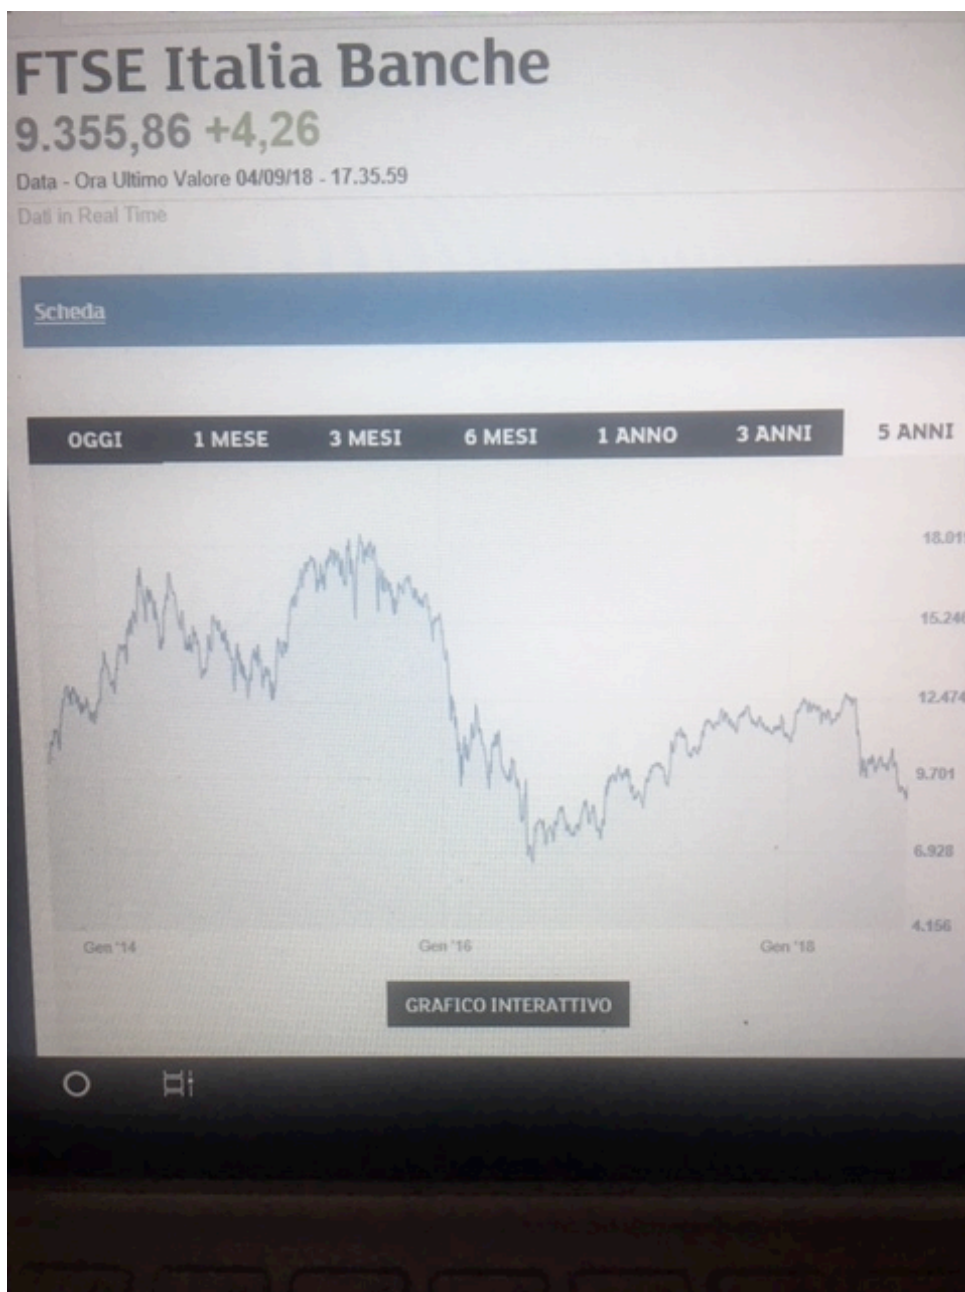 FTSE Italia Banche
9.355,86 +4,26
Data - Ora Ultimo Valore 04/09/18 - 17.35.59
Dati in Real Time
Scheda
OGGI 1 MESE 3 MESI 6 MESI 1 ANNO 3 ANNI 5 ANNI
15.246
12.474
9.701
6.928
4.156
Gen '14 Gen '16 Gen '18
GRAFICO INTERATTIVO